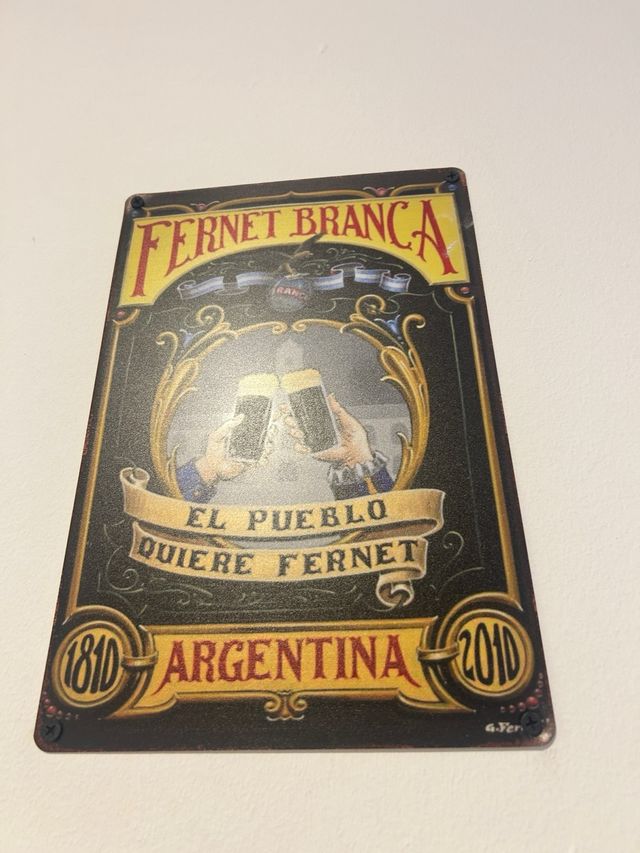 FERNET BRANCA
EL PUEBLO
QUIERE FERNET
1810
ARGENTINA
2010